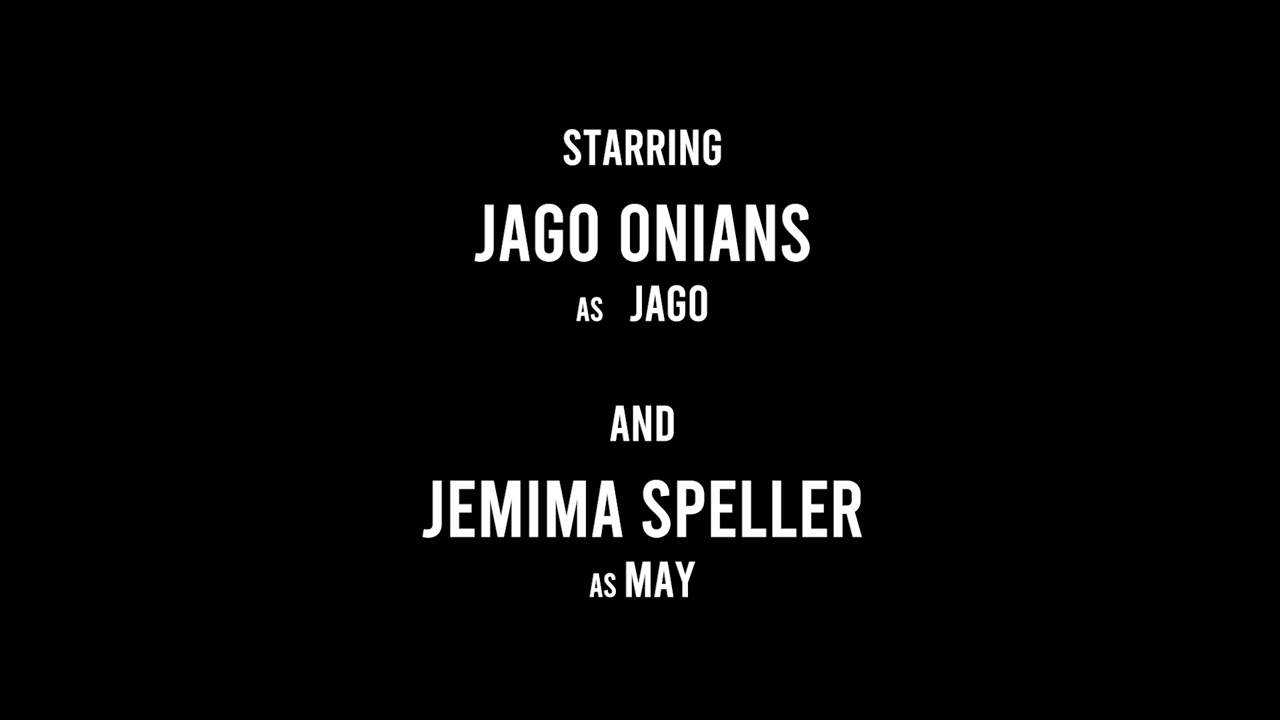 STARRING
JAGO ONIANS
AS JAGO
AND
JEMIMA SPELLER
AS MAY